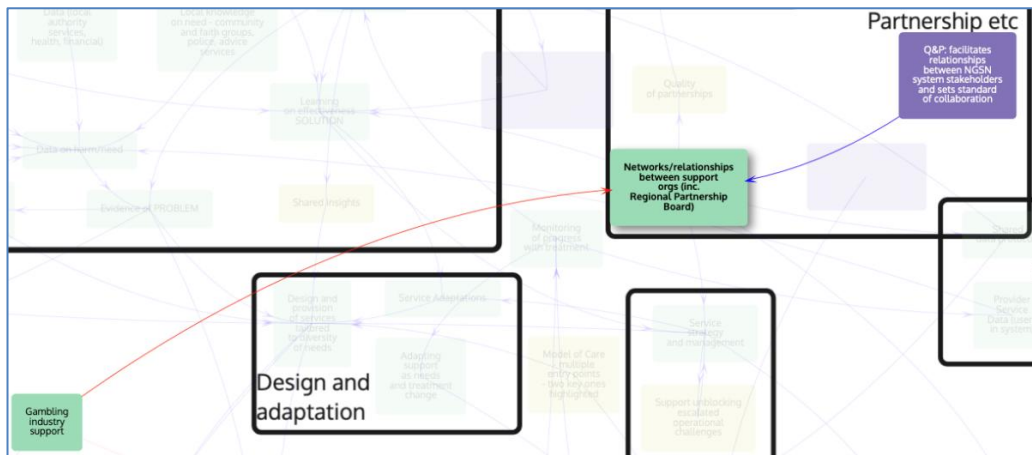 Data (local
authority
services,
health, financial)
Local knowledge
on need - community
and faith groups,
police, advice
services
Partnership etc
Q&P: facilitates
relationships
between NGSN
system stakeholders
and sets standard
of collaboration
Quality
of partnerships
Learning
on effectiveness
SOLUTION
Data on harm/need
Networks/relationships
between support
orgs (inc.
Regional Partnership
Board)
Evidence of PROBLEM
Shared Insights
Monitoring
of progress
with treatment
Shared
Design and
provision
of services
tailored
to diversity
of needs
Service Adaptations
Adapting
support
as needs
and treatment
change
Design and
adaptation
Model of Care
- multiple
entry points
- two
highlighted
Service
strategy
and management
Support unblocking
escalated
operational
challenges
Provider
Service
Data (user
in system)
Gambling
industry
support